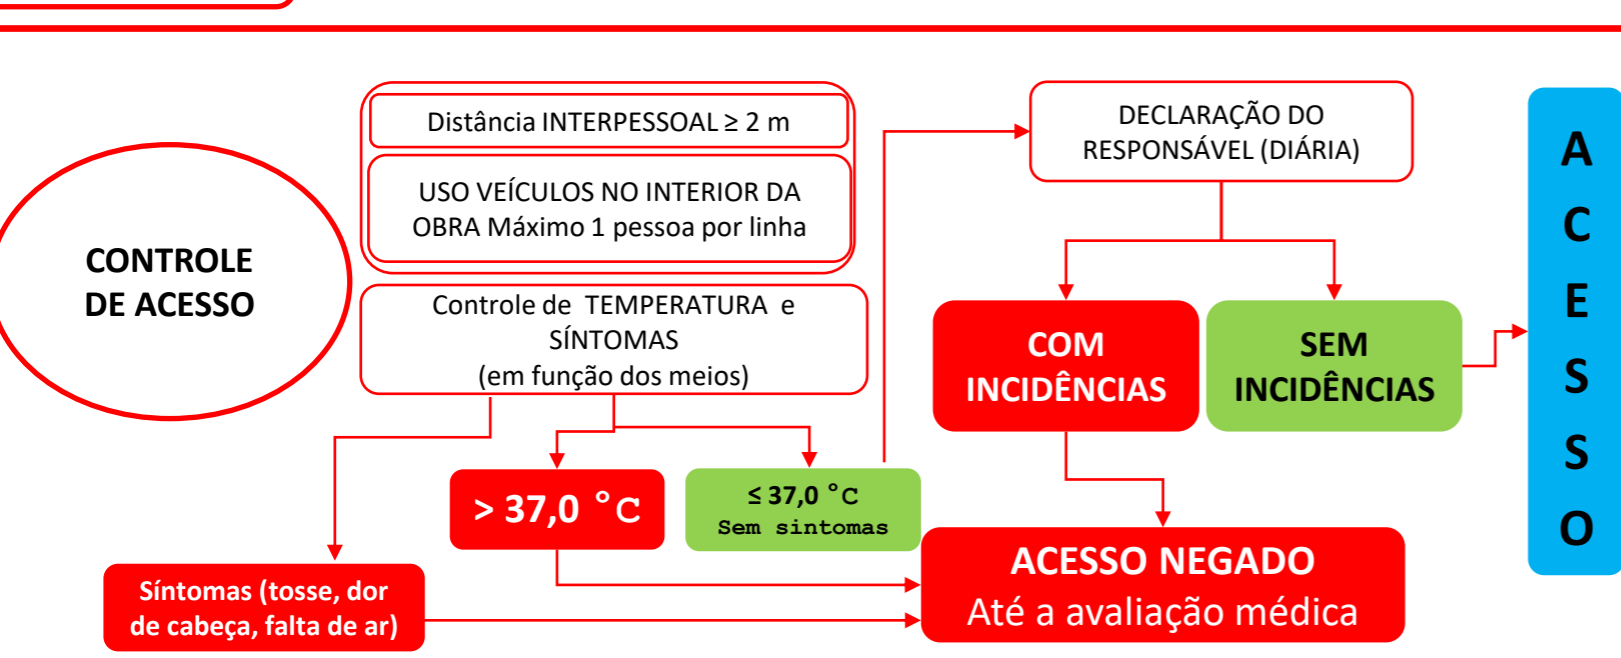 CONTROLE
DE ACESSO
Distância INTERPESSOAL ≥ 2 m
USO VEÍCULOS NO INTERIOR DA
OBRA Máximo 1 pessoa por linha
Controle de TEMPERATURA e
SÍNTOMAS
(em função dos meios)
> 37,0 °C
≤ 37,0 °C
Sem sintomas
Síntomas (tosse, dor
de cabeça, falta de ar)
DECLARAÇÃO DO
RESPONSÁVEL (DIÁRIA)
COM
INCIDÊNCIAS
SEM
INCIDÊNCIAS
ACESSO NEGADO
Até a avaliação médica
A
C
E
S
S
O